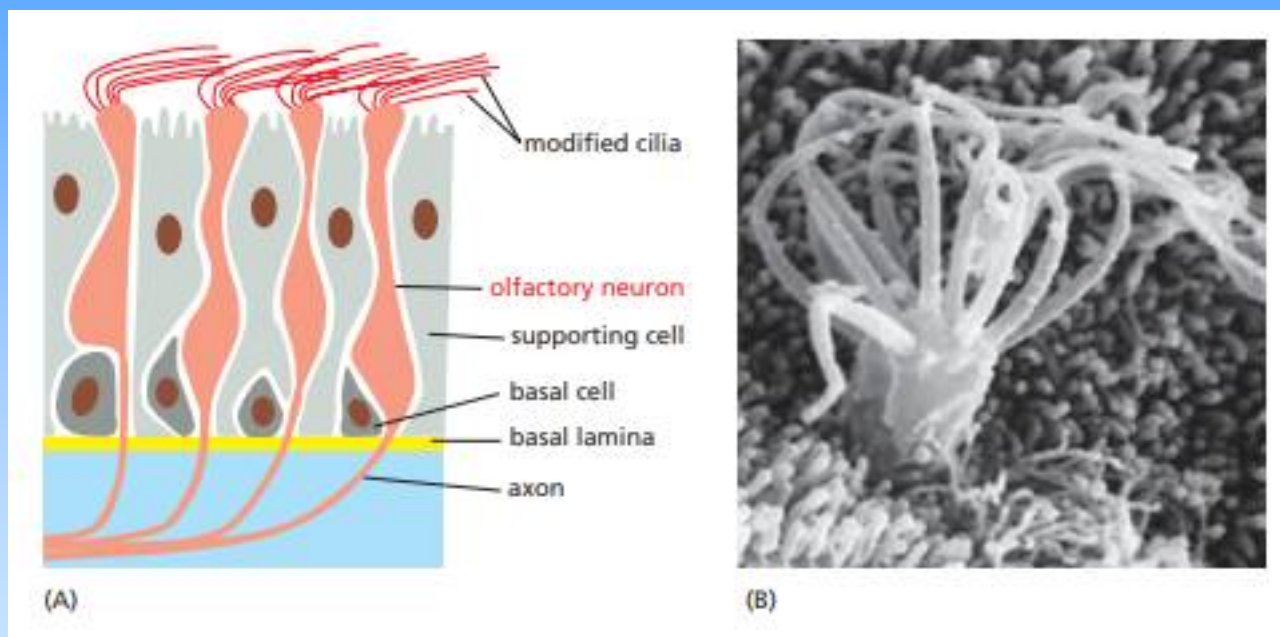 modified cilia
olfactory neuron
supporting cell
basal cell
basal lamina
axon
(A)
(B)